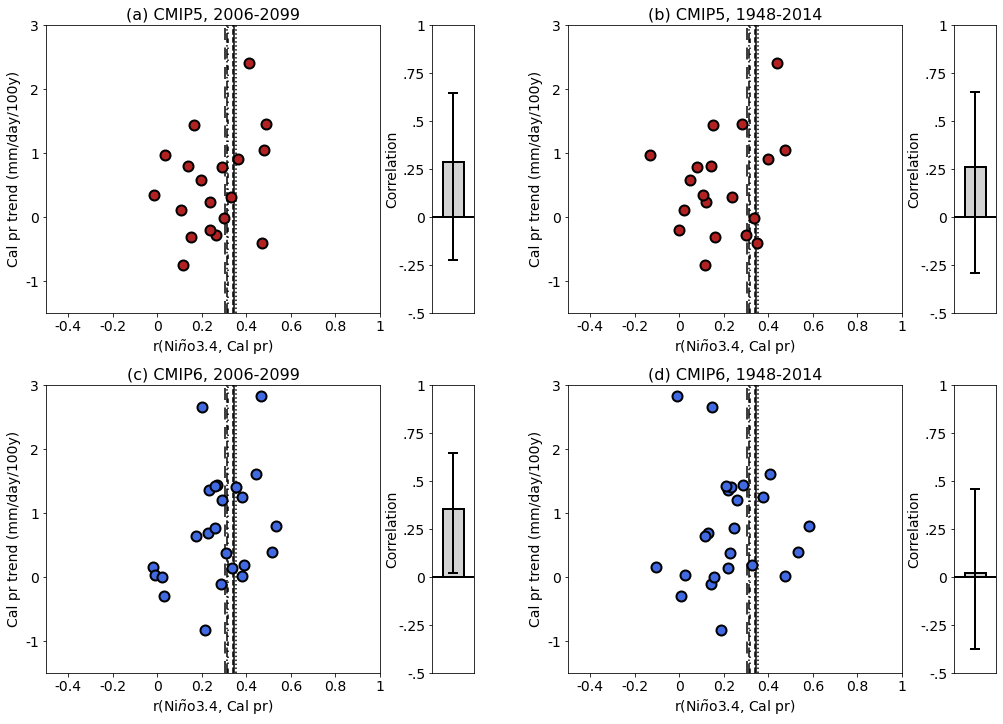 (a) CMIP5, 2006-2099
3
2
1
0
-1
Cal pr trend (mm/day/100y)
-0.4 -0.2 0 0.2 0.4 0.6 0.8 1
r(Niño3.4, Cal pr)
1
.75
.5
.25
0
-.25
-.5
Correlation
(b) CMIP5, 1948-2014
3
2
1
0
-1
Cal pr trend (mm/day/100y)
-0.4 -0.2 0 0.2 0.4 0.6 0.8 1
r(Niño3.4, Cal pr)
1
.75
.5
.25
0
-.25
-.5
Correlation
(c) CMIP6, 2006-2099
3
2
1
0
-1
Cal pr trend (mm/day/100y)
-0.4 -0.2 0 0.2 0.4 0.6 0.8 1
r(Niño3.4, Cal pr)
1
.75
.5
.25
0
-.25
-.5
Correlation
(d) CMIP6, 1948-2014
3
2
1
0
-1
Cal pr trend (mm/day/100y)
-0.4 -0.2 0 0.2 0.4 0.6 0.8 1
r(Niño3.4, Cal pr)
1
.75
.5
.25
0
-.25
-.5
Correlation